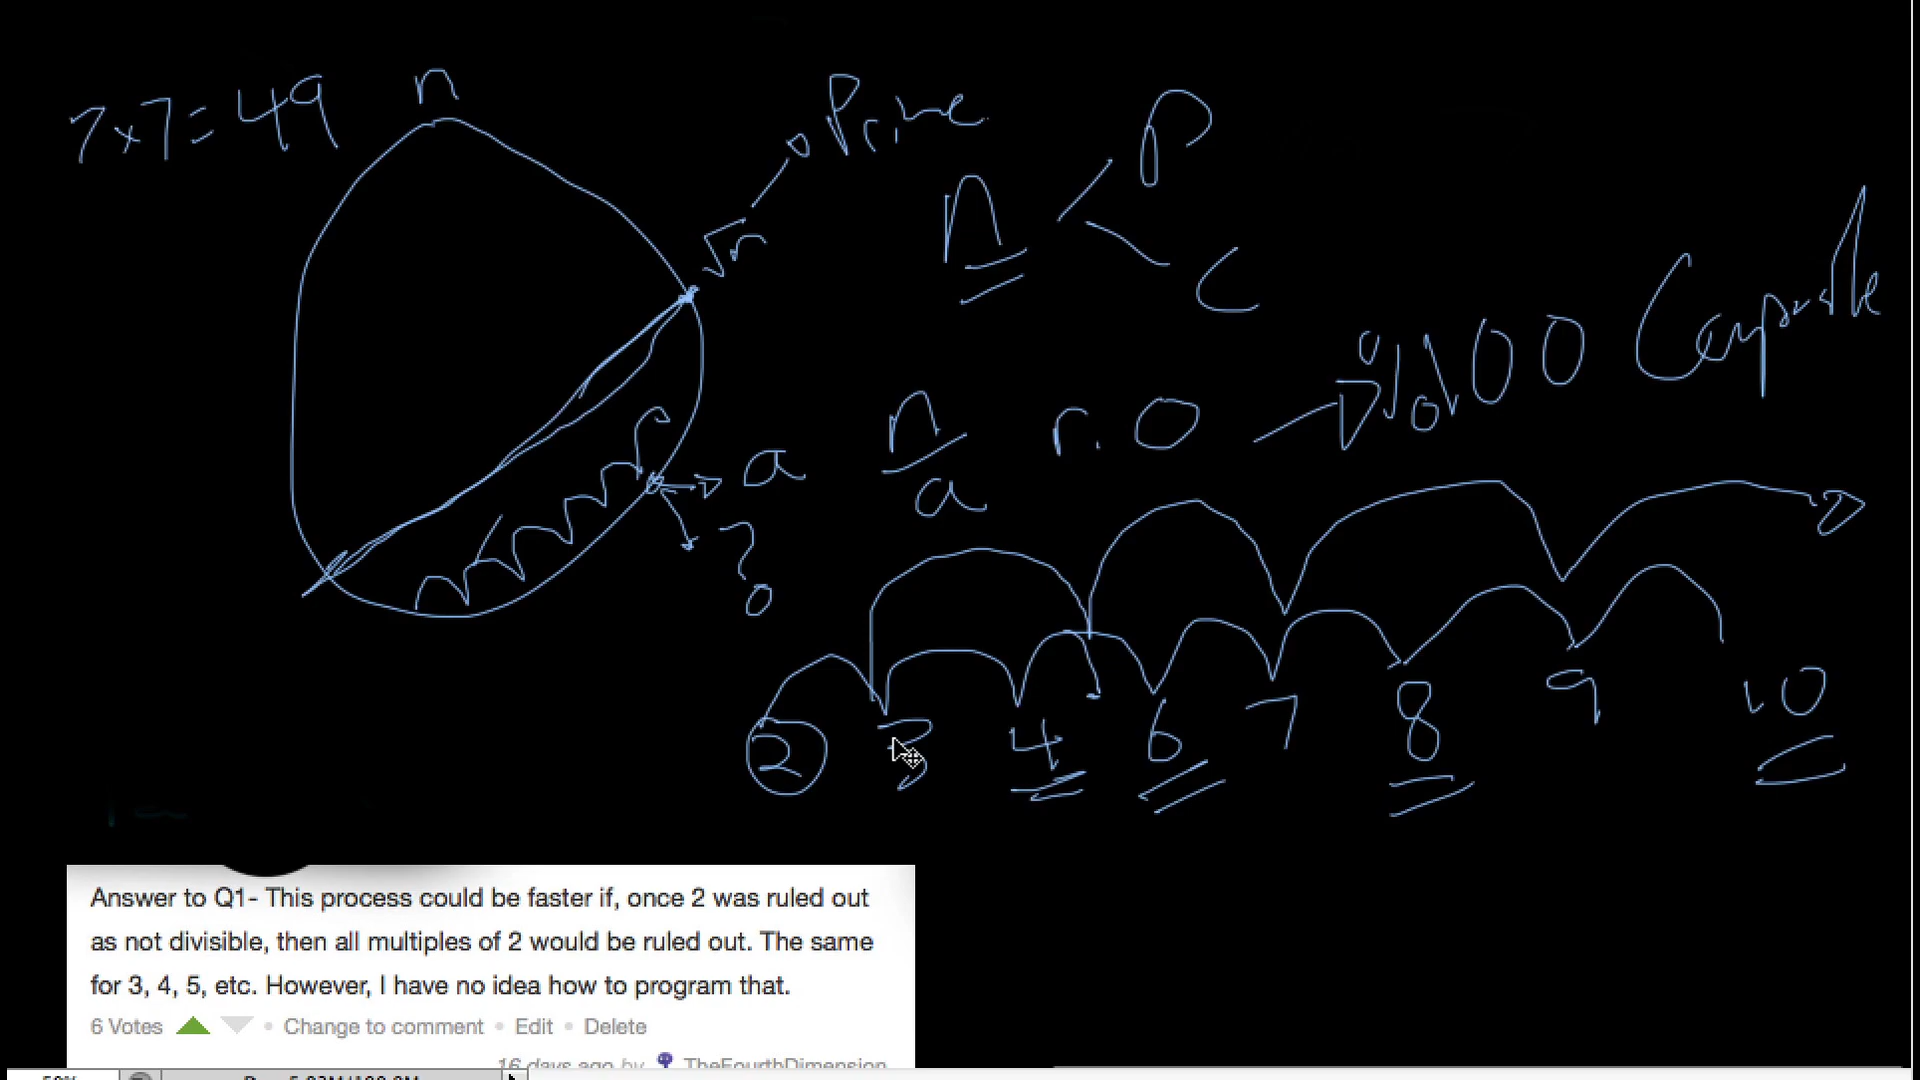 7x7=49
n
Prime
√n
n
P
C
a
?
n
a
r.
0
%100
2
3
4
6
7
8
9
10
Answer to Q1- This process could be faster if, once 2 was ruled out
as not divisible, then all multiples of 2 would be ruled out. The same
for 3, 4, 5, etc. However, I have no idea how to program that.
6 Votes • Change to comment • Edit • Delete
16 days ago by TheFourthDimension